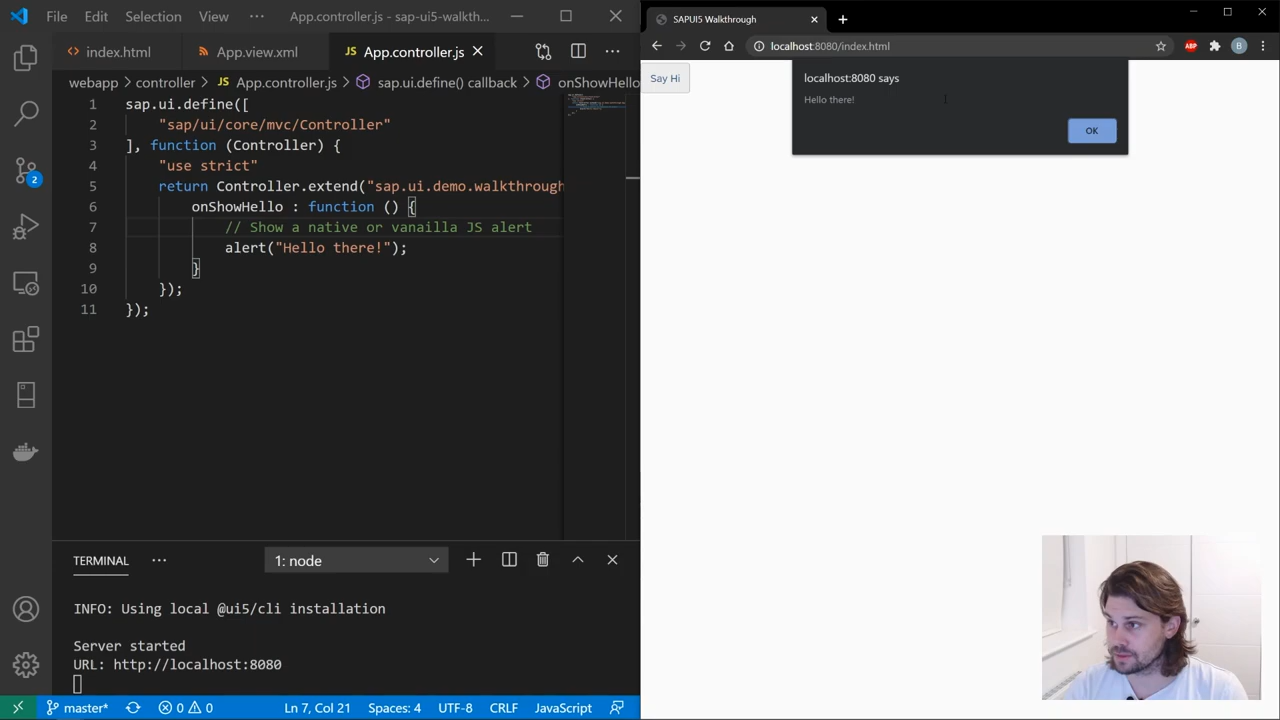 File Edit Selection View ··· App.controller.js - sap-ui5-walkth...
index.html App.view.xml JS App.controller.js ···
webapp > controller > JS App.controller.js > sap.ui.define() callback > onShowHello
1 sap.ui.define([
2 "sap/ui/core/mvc/Controller"
3 ], function (Controller) {
4 "use strict"
5 return Controller.extend("sap.ui.demo.walkthrough
6 onShowHello : function () {
7 // Show a native or vanailla JS alert
8 alert("Hello there!");
9 }
10 });
11 });
2
TERMINAL ··· 1: node
INFO: Using local @ui5/cli installation
Server started
URL: http://localhost:8080
master* 0 0 Ln 7, Col 21 Spaces: 4 UTF-8 CRLF JavaScript
SAPUI5 Walkthrough
localhost:8080/index.html ABP B
Say Hi
localhost:8080 says
Hello there!
OK